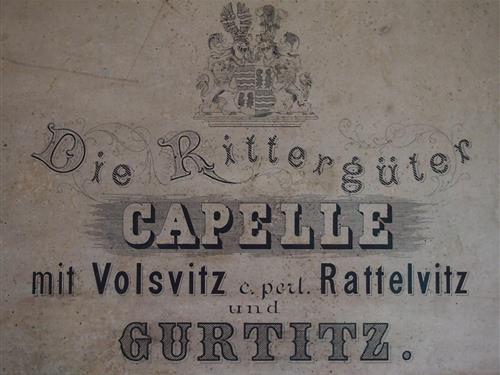 Die Rittergüter
CAPELLE
mit Volsvitz c. pert. Rattelvitz
und
GURTITZ.